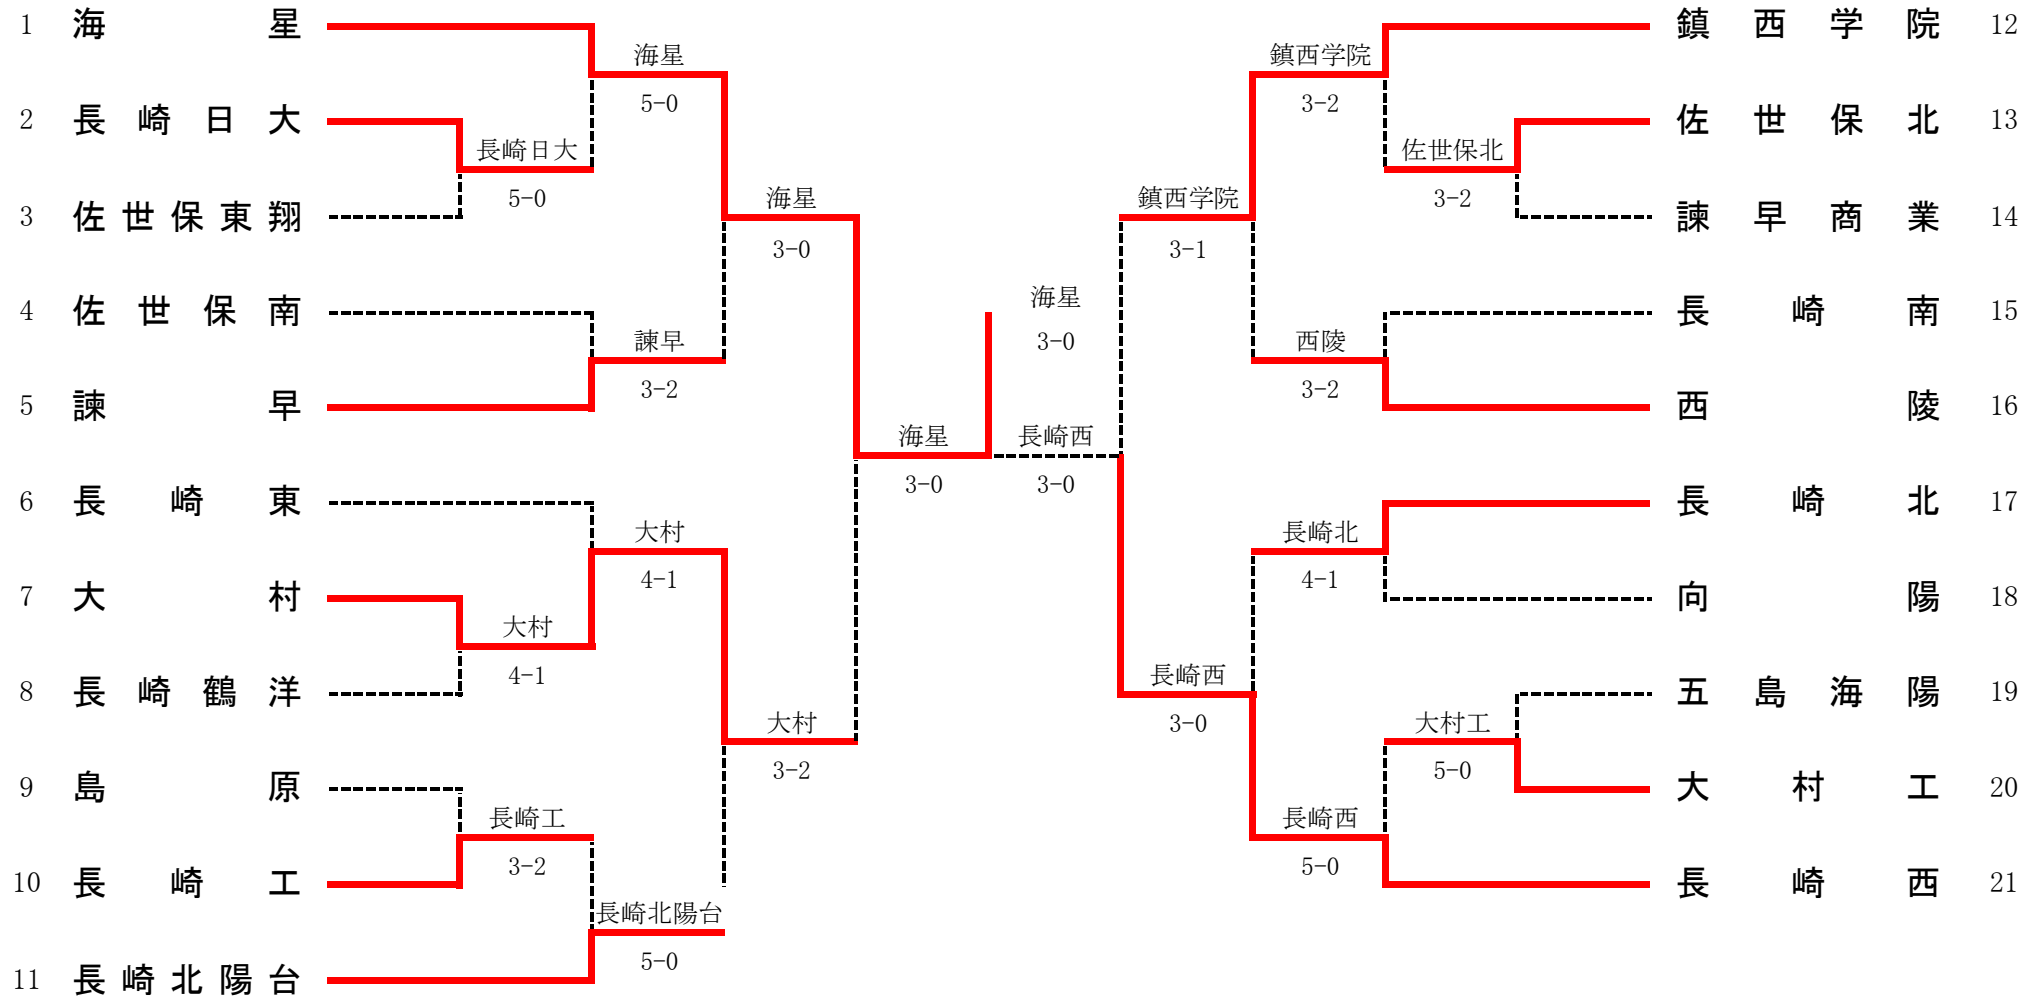 1 海星
2 長崎日大
3 佐世保東翔
4 佐世保南
5 諫早
6 長崎東
7 大村
8 長崎鶴洋
9 島原
10 長崎工
11 長崎北陽台
長崎日大
5-0
大村
4-1
長崎工
3-2
海星
5-0
諫早
3-2
大村
4-1
長崎北陽台
5-0
海星
3-0
大村
3-2
海星
3-0
海星
3-0
長崎西
3-0
鎮西学院
3-1
長崎西
3-0
鎮西学院
3-2
西陵
3-2
長崎北
4-1
長崎西
5-0
佐世保北
3-2
大村工
5-0
鎮西学院 12
佐世保北 13
諫早商業 14
長崎南 15
西陵 16
長崎北 17
向陽 18
五島海陽 19
大村工 20
長崎西 21